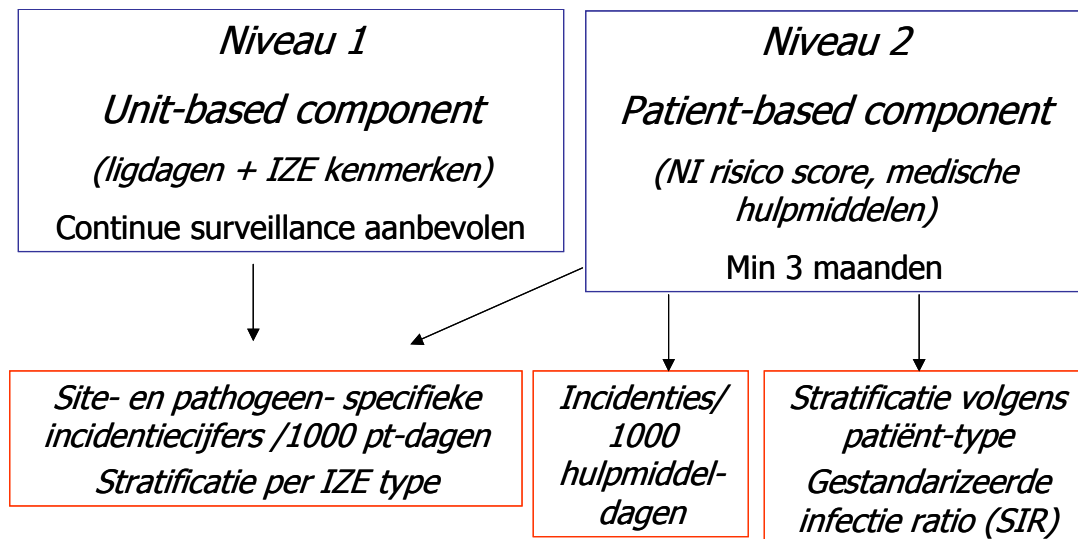 Niveau 1
Unit-based component
(ligdagen + IZE kenmerken)
Continue surveillance aanbevolen
Niveau 2
Patient-based component
(NI risico score, medische
hulpmiddelen)
Min 3 maanden
Site- en pathogeen- specifieke
incidentiecijfers /1000 pt-dagen
Stratificatie per IZE type
Incidenties/
1000
hulpmiddel-
dagen
Stratificatie volgens
patiënt-type
Gestandarizeerde
infectie ratio (SIR)